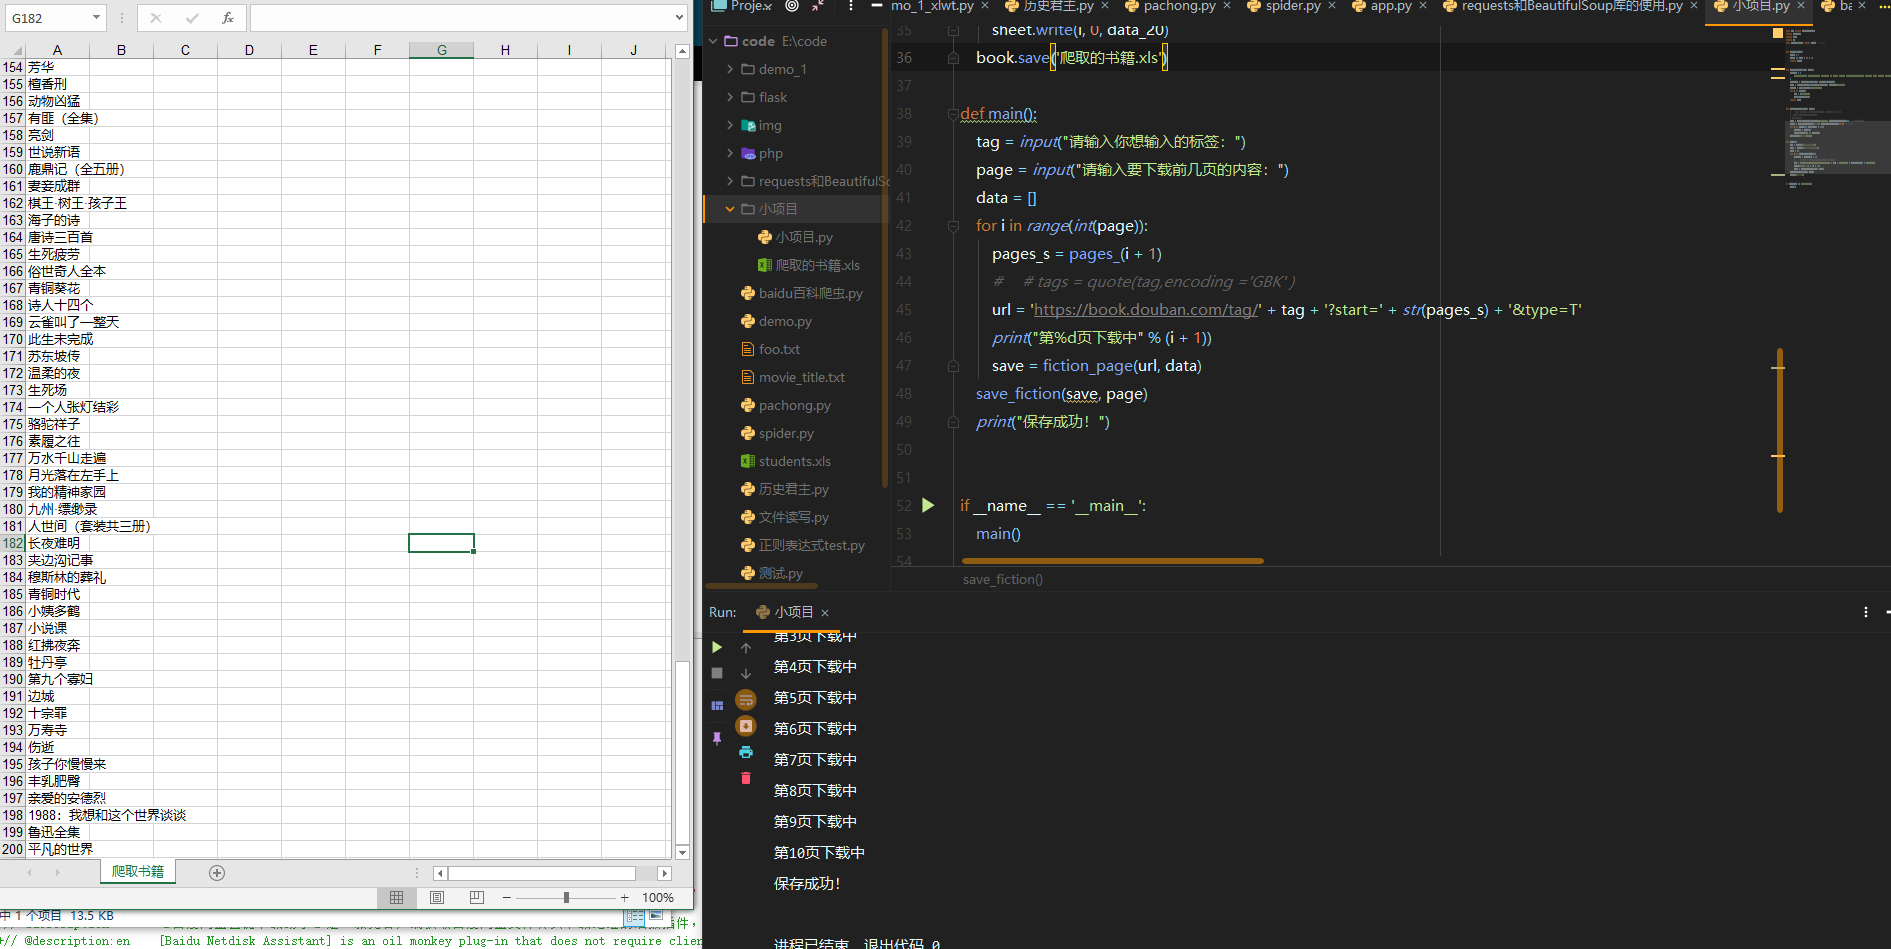 G182
fx
A B C D E F G H I J
154 芳华
155 檀香刑
156 动物凶猛
157 有匪（全集）
158 亮剑
159 世说新语
160 鹿鼎记（全五册）
161 妻妾成群
162 棋王·树王·孩子王
163 海子的诗
164 唐诗三百首
165 生死疲劳
166 俗世奇人全本
167 青铜葵花
168 诗人十四个
169 云雀叫了一整天
170 此生未完成
171 苏东坡传
172 温柔的夜
173 生死场
174 一个人张灯结彩
175 骆驼祥子
176 素履之往
177 万水千山走遍
178 月光落在左手上
179 我的精神家园
180 九州·缥缈录
181 人世间（套装共三册）
182 长夜难明
183 夹边沟记事
184 穆斯林的葬礼
185 青铜时代
186 小姨多鹤
187 小说课
188 红拂夜奔
189 牡丹亭
190 第九个寡妇
191 边城
192 十宗罪
193 万寿寺
194 伤逝
195 孩子你慢慢来
196 丰乳肥臀
197 亲爱的安德烈
198 1988：我想和这个世界谈谈
199 鲁迅全集
200 平凡的世界
爬取书籍
100%
中 1 个项目 13.5 KB
// @description:en [Baidu Netdisk Assistant] is an oil monkey plug-in that does not require clien
Proje..
mo_1_xlwt.py 历史君主.py pachong.py spider.py app.py requests和BeautifulSoup库的使用.py 小项目.py ba
code E:\code
demo_1
flask
img
php
requests和BeautifulSo
小项目
小项目.py
爬取的书籍.xls
baidu百科爬虫.py
demo.py
foo.txt
movie_title.txt
pachong.py
spider.py
students.xls
历史君主.py
文件读写.py
正则表达式test.py
测试.py
35 sheet.write(i, 0, data_20)
36 book.save('爬取的书籍.xls')
37
38 def main():
39 tag = input("请输入你想输入的标签：")
40 page = input("请输入要下载前几页的内容：")
41 data = []
42 for i in range(int(page)):
43 pages_s = pages_(i + 1)
44 # # tags = quote(tag,encoding ='GBK')
45 url = 'https://book.douban.com/tag/' + tag + '?start=' + str(pages_s) + '&type=T'
46 print("第%d页下载中" % (i + 1))
47 save = fiction_page(url, data)
48 save_fiction(save, page)
49 print("保存成功！")
50
51
52 if __name__ == '__main__':
53 main()
54
save_fiction()
Run: 小项目
第3页下载中
第4页下载中
第5页下载中
第6页下载中
第7页下载中
第8页下载中
第9页下载中
第10页下载中
保存成功！
进程已结束，退出代码 0